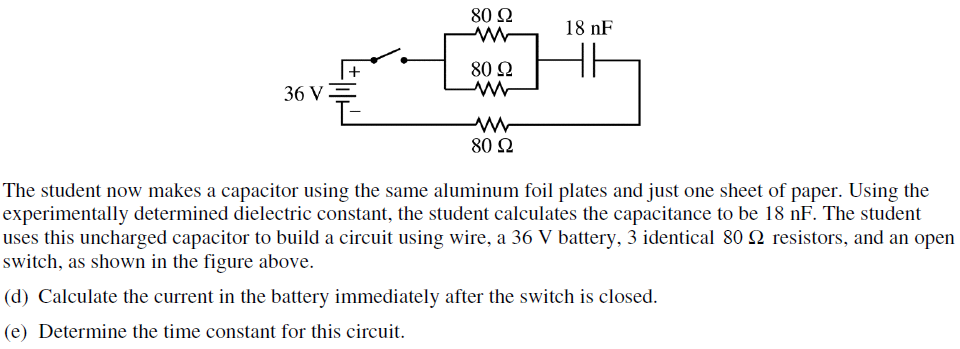 80 Ω
18 nF
+
80 Ω
36 V
–
80 Ω
The student now makes a capacitor using the same aluminum foil plates and just one sheet of paper. Using the
experimentally determined dielectric constant, the student calculates the capacitance to be 18 nF. The student
uses this uncharged capacitor to build a circuit using wire, a 36 V battery, 3 identical 80 Ω resistors, and an open
switch, as shown in the figure above.
(d) Calculate the current in the battery immediately after the switch is closed.
(e) Determine the time constant for this circuit.